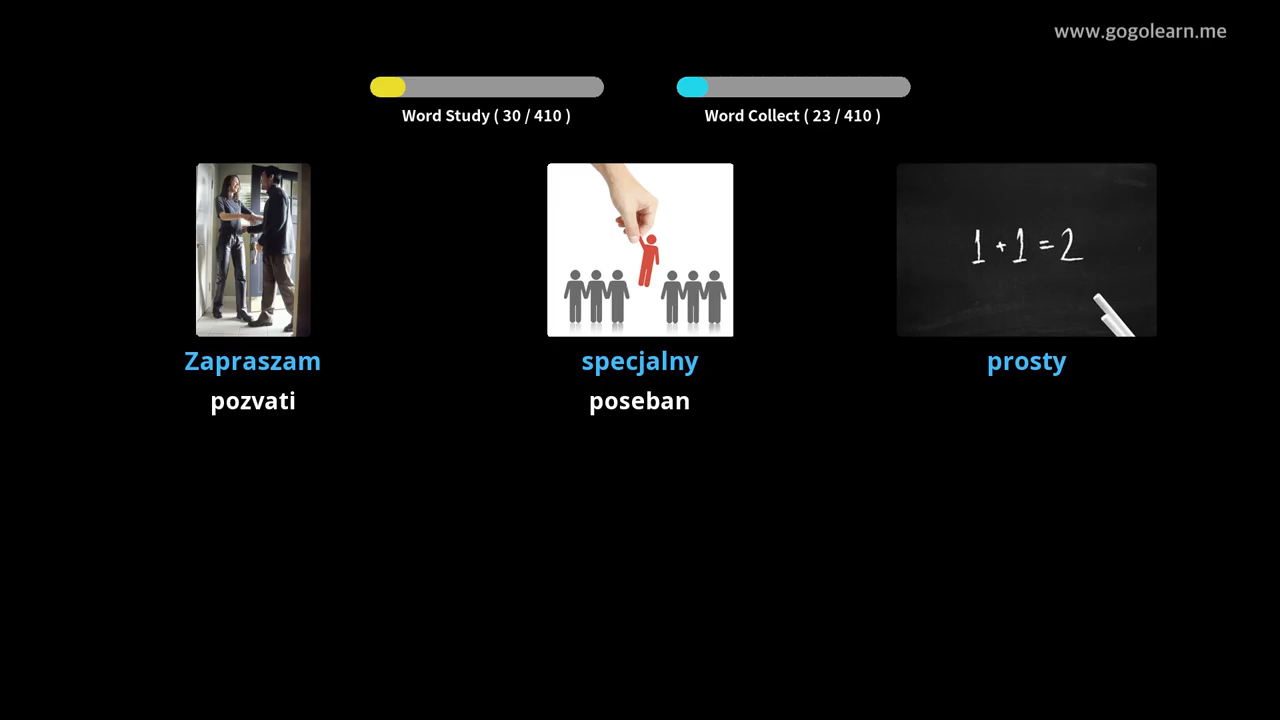 www.gogolearn.me
Word Study ( 30 / 410 )
Word Collect ( 23 / 410 )
1 + 1 = 2
Zapraszam
specjalny
prosty
pozvati
poseban